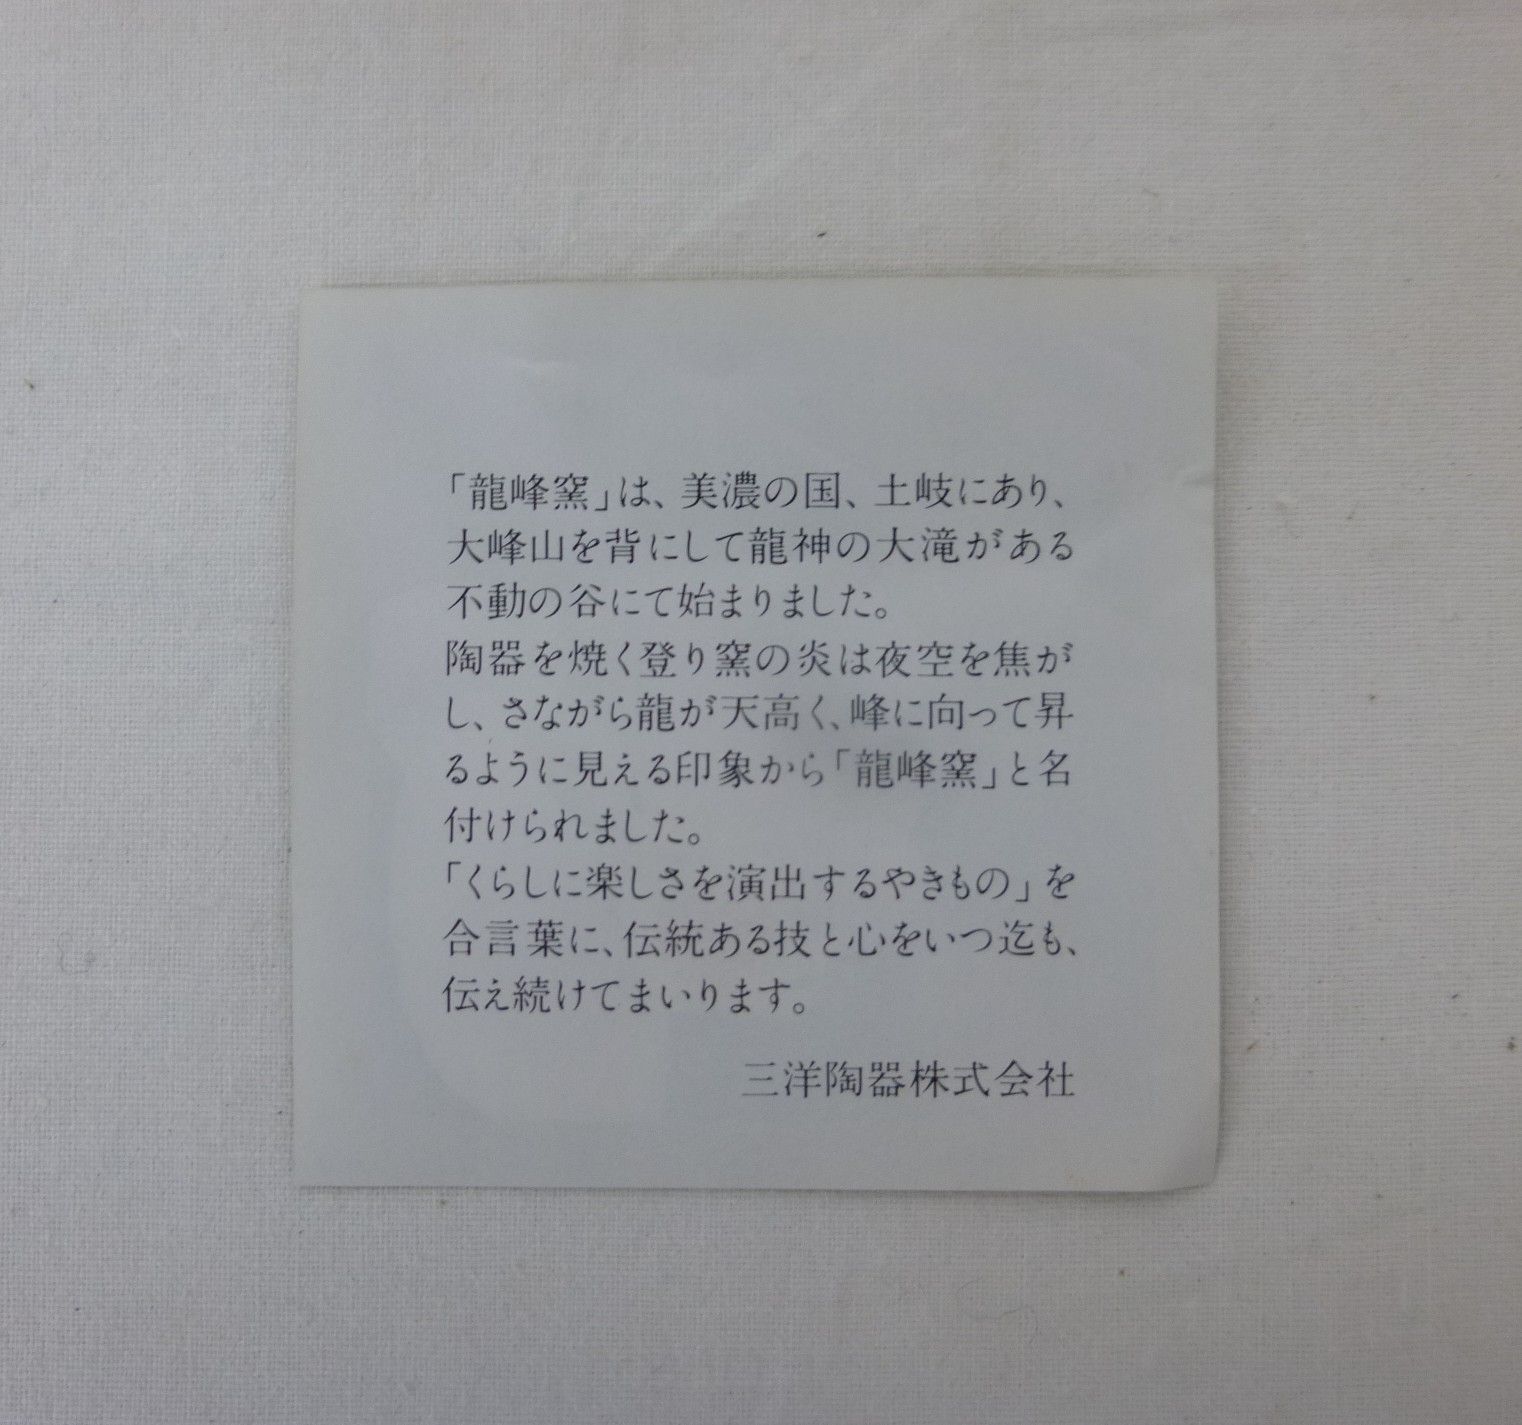 「龍峰窯」は、美濃の国、土岐にあり、
大峰山を背にして龍神の大滝がある
不動の谷にて始まりました。
陶器を焼く登り窯の炎は夜空を焦が
し、さながら龍が天高く、峰に向って昇
るように見える印象から「龍峰窯」と名
付けられました。
「くらしに楽しさを演出するやきもの」を
合言葉に、伝統ある技と心をいつ迄も、
伝え続けてまいります。
三洋陶器株式会社